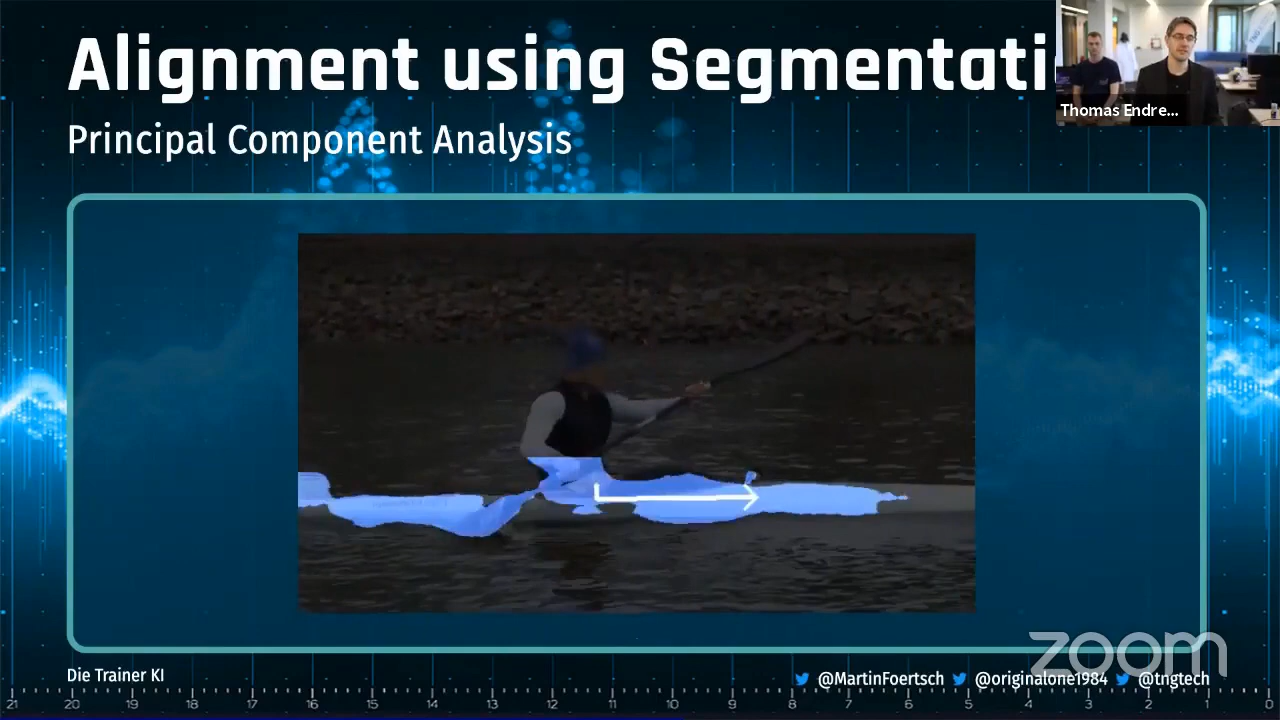 Alignment using Segmentati
Principal Component Analysis
Thomas Endre...
Die Trainer KI
@MartinFoertsch @originalone1984 @tngtech
zoom
21 20 19 18 17 16 15 14 13 12 11 10 9 8 7 6 5 4 3 2 1 0